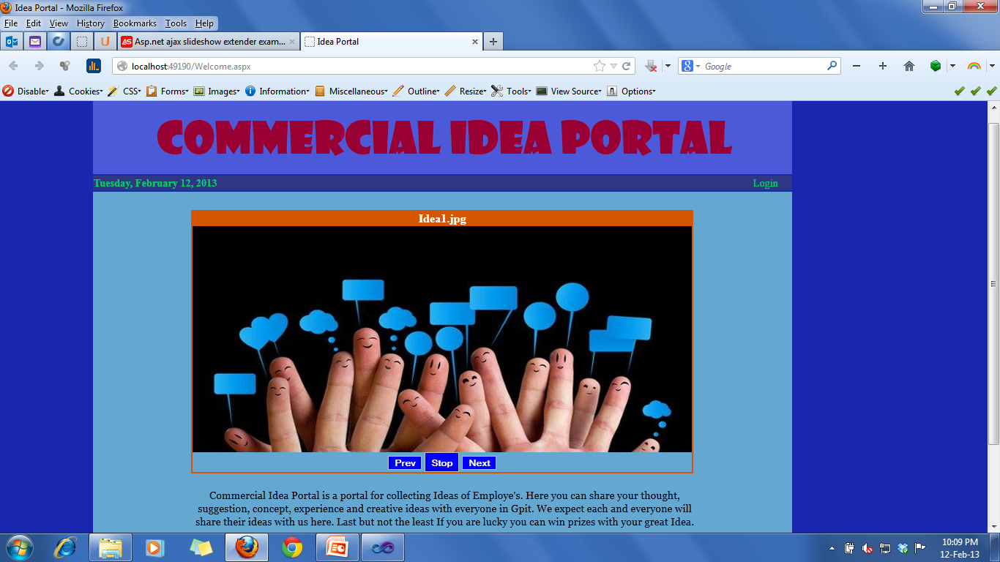 Idea Portal - Mozilla Firefox
File Edit View History Bookmarks Tools Help
Asp.net ajax slideshow extender exam... Idea Portal
localhost:49190/Welcome.aspx Google
Disable Cookies CSS Forms Images Information Miscellaneous Outline Resize Tools View Source Options
COMMERCIAL IDEA PORTAL
Tuesday, February 12, 2013 Login
Idea1.jpg
Prev Stop Next
Commercial Idea Portal is a portal for collecting Ideas of Employe's. Here you can share your thought,
suggestion, concept, experience and creative ideas with everyone in Gpit. We expect each and everyone will
share their ideas with us here. Last but not the least If you are lucky you can win prizes with your great Idea.
10:09 PM
12-Feb-13